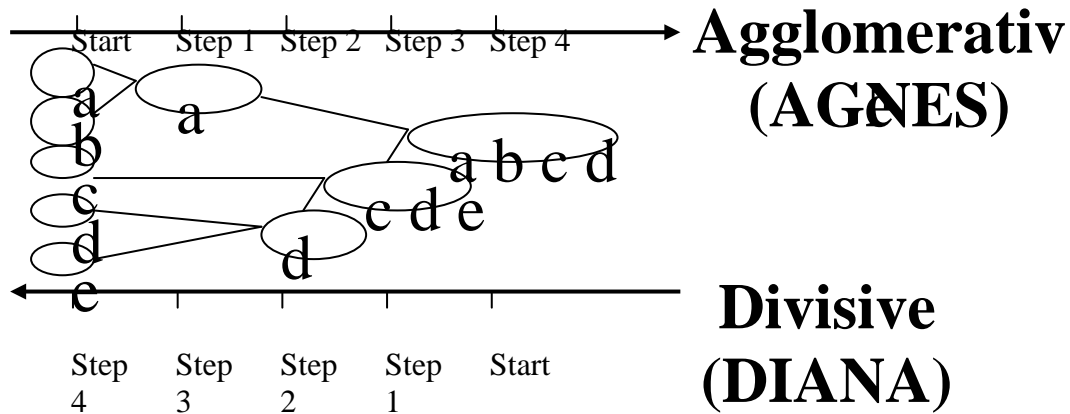 Start Step 1 Step 2 Step 3 Step 4
Agglomerativ
e
(AGNES)
a
a
b
a b c d
c
c d e
d
d
e
Divisive
(DIANA)
Step
4
Step
3
Step
2
Step
1
Start